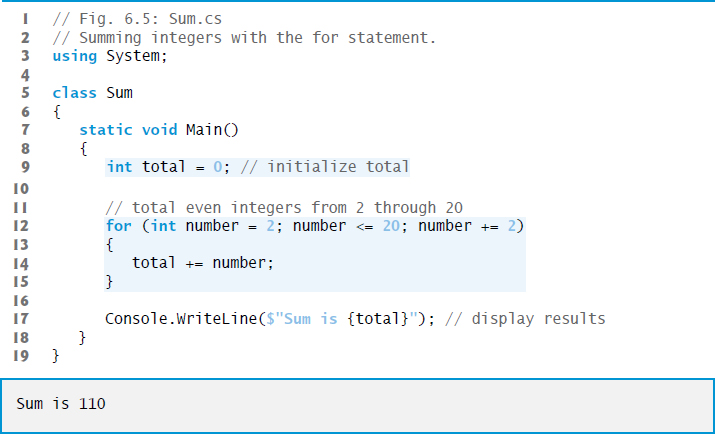 1 // Fig. 6.5: Sum.cs
2 // Summing integers with the for statement.
3 using System;
4
5 class Sum
6 {
7 static void Main()
8 {
9 int total = 0; // initialize total
10
11 // total even integers from 2 through 20
12 for (int number = 2; number <= 20; number += 2)
13 {
14 total += number;
15 }
16
17 Console.WriteLine($"Sum is {total}"); // display results
18 }
19 }
Sum is 110